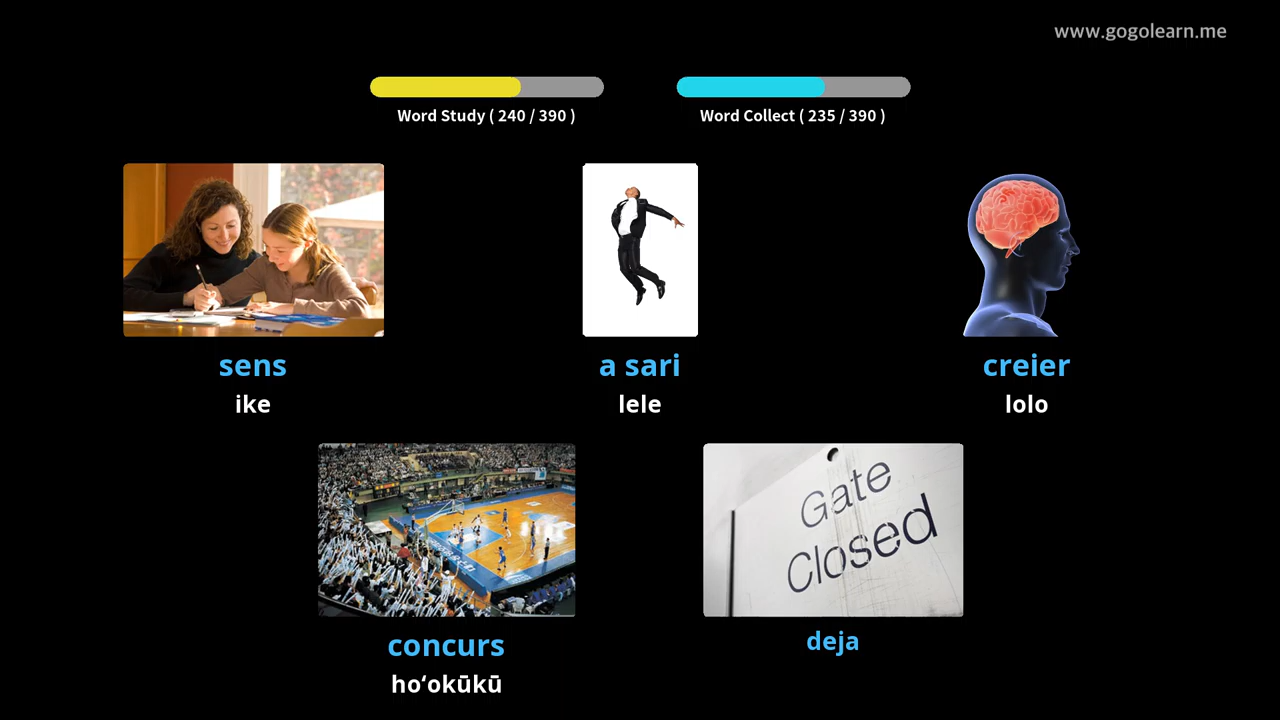 www.gogolearn.me
Word Study ( 240 / 390 )
Word Collect ( 235 / 390 )
sens
ike
a sari
lele
creier
lolo
concurs
hoʻokūkū
Gate
Closed
deja